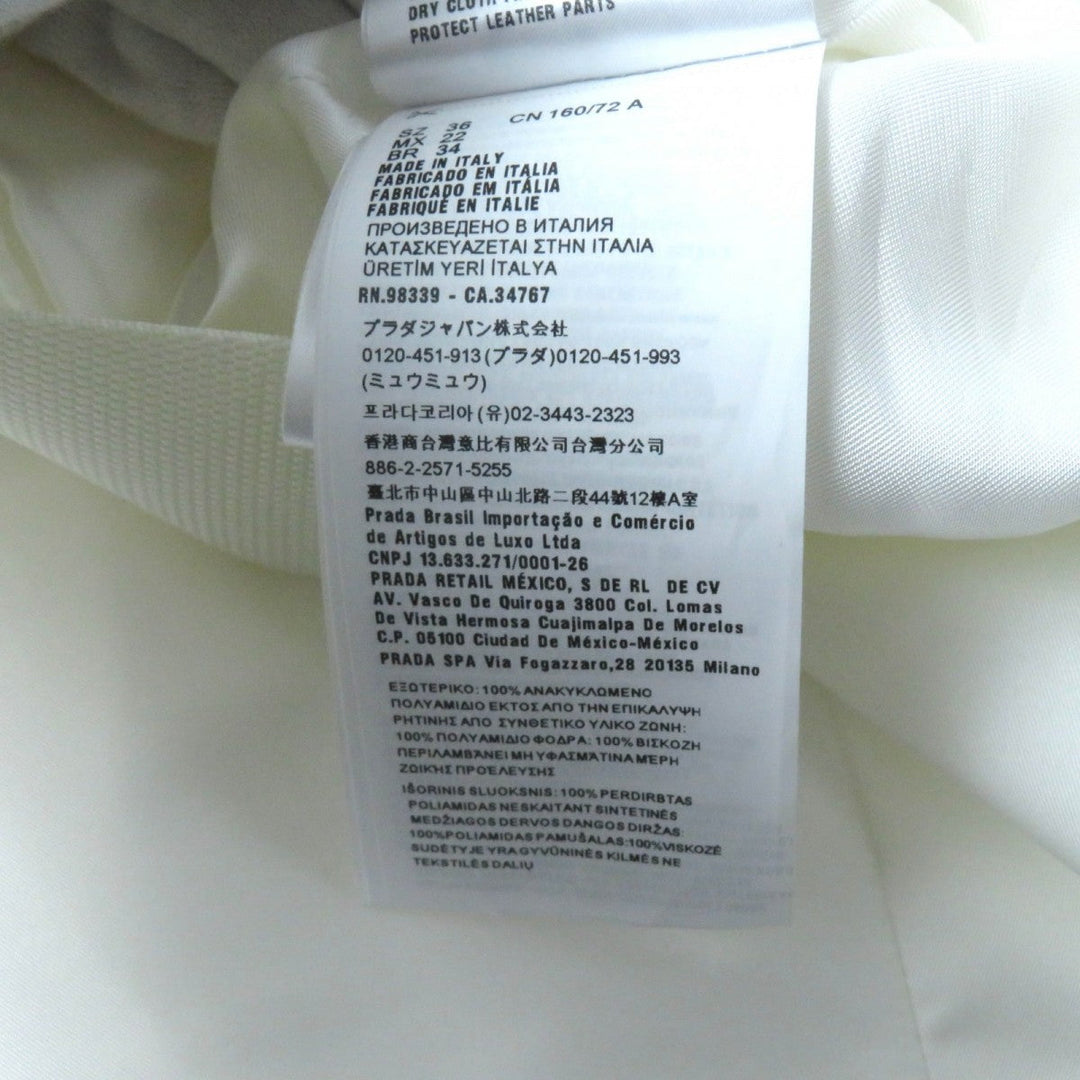 DRY CLOTH
PROTECT LEATHER PARTS
CN 160/72 A
SZ 36
MX 22
BR 34
MADE IN ITALY
FABRICADO EN ITALIA
FABRICADO EM ITÁLIA
FABRIQUÉ EN ITALIE
ПРОИЗВЕДЕНО В ИТАЛИЯ
ΚΑΤΑΣΚΕΥΑΖΕΤΑΙ ΣΤΗΝ ΙΤΑΛΙΑ
ÜRETİM YERİ İTALYA
RN.98339 - CA.34767
プラダジャパン株式会社
0120-451-913(プラダ)0120-451-993
(ミュウミュウ)
프라다코리아(유)02-3443-2323
香港商台灣意比有限公司台灣分公司
886-2-2571-5255
臺北市中山區中山北路二段44號12樓A室
Prada Brasil Importação e Comércio
de Artigos de Luxo Ltda
CNPJ 13.633.271/0001-26
PRADA RETAIL MÉXICO, S DE RL DE CV
AV. Vasco De Quiroga 3800 Col. Lomas
De Vista Hermosa Cuajimalpa De Morelos
C.P. 05100 Ciudad De México-México
PRADA SPA Via Fogazzaro,28 20135 Milano
ΕΞΩΤΕΡΙΚΟ: 100% ΑΝΑΚΥΚΛΩΜΕΝΟ
ΠΟΛΥΑΜΙΔΙΟ ΕΚΤΟΣ ΑΠΟ ΤΗΝ ΕΠΙΚΑΛΥΨΗ
ΡΗΤΙΝΗΣ ΑΠΟ ΣΥΝΘΕΤΙΚΟ ΥΛΙΚΟ ΖΩΝΗ:
100% ΠΟΛΥΑΜΙΔΙΟ ΦΟΔΡΑ: 100% ΒΙΣΚΟΖΗ
ΠΕΡΙΛΑΜΒΑΝΕΙ ΜΗ ΥΦΑΣΜΑΤΙΝΑ ΜΕΡΗ
ΖΩΙΚΗΣ ΠΡΟΕΛΕΥΣΗΣ
IŠORINIS SLUOKSNIS: 100% PERDIRBTAS
POLIAMIDAS NESKAITANT SINTETINĖS
MEDŽIAGOS DERVOS DANGOS DIRŽAS:
100%POLIAMIDAS PAMUŠALAS:100%VISKOZĖ
SUDĖTYJE YRA GYVŪNINĖS KILMĖS NE
TEKSTILĖS DALIŲ